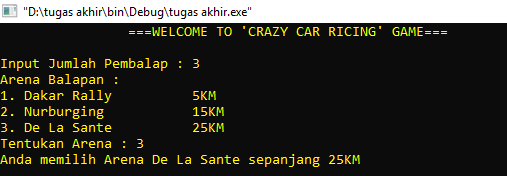 "D:\tugas akhir\bin\Debug\tugas akhir.exe"
===WELCOME TO 'CRAZY CAR RICING' GAME===
Input Jumlah Pembalap : 3
Arena Balapan :
1. Dakar Rally 5KM
2. Nurburging 15KM
3. De La Sante 25KM
Tentukan Arena : 3
Anda memilih Arena De La Sante sepanjang 25KM